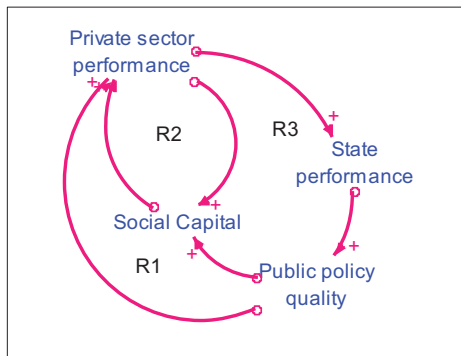 Private sector
performance
+
+
R2
R3
+
State
performance
+
Social Capital
+
+
R1
Public policy
quality